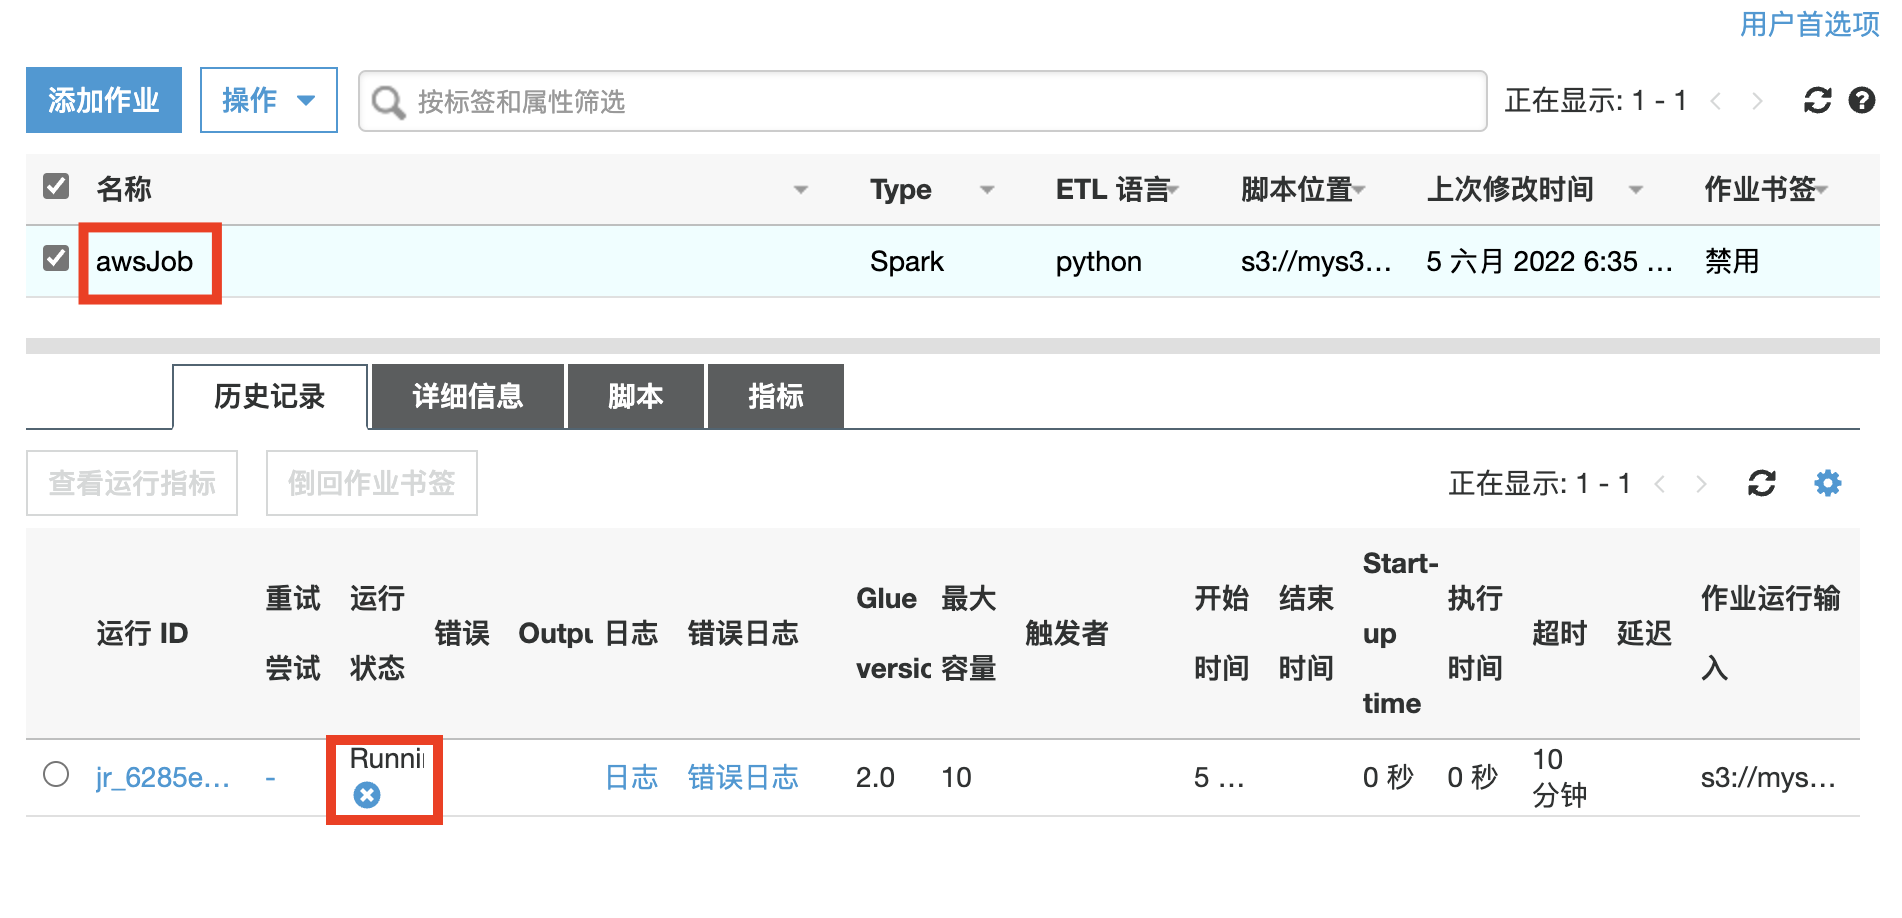 用户首选项
添加作业
操作
按标签和属性筛选
正在显示: 1 - 1
名称
Type
ETL 语言
脚本位置
上次修改时间
作业书签
awsJob
Spark
python
s3://mys3...
5 六月 2022 6:35 ...
禁用
历史记录
详细信息
脚本
指标
查看运行指标
倒回作业书签
正在显示: 1 - 1
运行 ID
重试
尝试
运行
状态
错误
Outpu
日志
错误日志
Glue
versic
最大
容量
触发者
开始
时间
结束
时间
Start-
up
time
执行
时间
超时
延迟
作业运行输
入
jr_6285e...
-
Runni
日志
错误日志
2.0
10
5 ...
0 秒
0 秒
10
分钟
s3://mys...